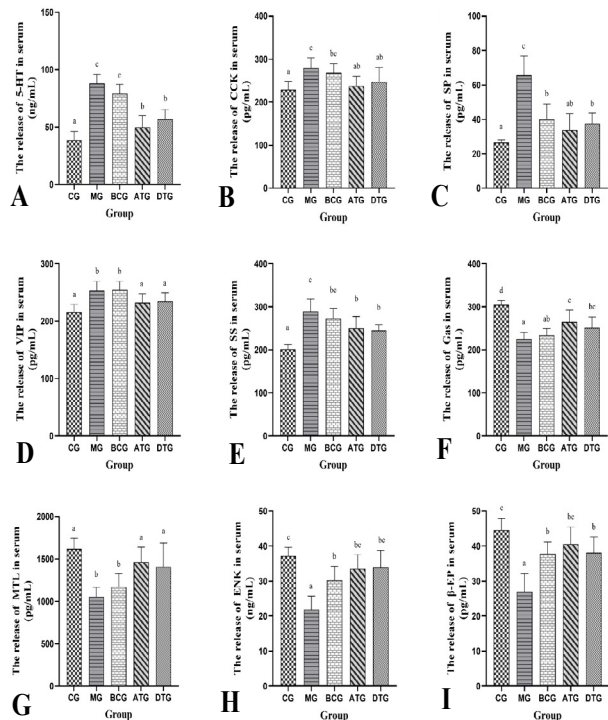 The release of 5-HT in serum
(ng/mL)
150
100
50
0
a
c
c
b
b
CG MG BCG ATG DTG
Group
A
The release of CCK in serum
(pg/mL)
400
300
200
100
0
a
c
bc
ab
ab
CG MG BCG ATG DTG
Group
B
The release of SP in serum
(pg/mL)
100
80
60
40
20
0
a
c
b
ab
ab
CG MG BCG ATG DTG
Group
C
The release of VIP in serum
(pg/mL)
300
200
100
0
a
b
b
a
a
CG MG BCG ATG DTG
Group
D
The release of SS in serum
(pg/mL)
400
300
200
100
0
a
c
bc
b
b
CG MG BCG ATG DTG
Group
E
The release of Gas in serum
(pg/mL)
400
300
200
100
0
d
a
ab
c
bc
CG MG BCG ATG DTG
Group
F
The release of MTL in serum
(pg/mL)
2000
1500
1000
500
0
a
b
b
a
a
CG MG BCG ATG DTG
Group
G
The release of ENK in serum
(ng/mL)
50
40
30
20
10
0
c
a
b
bc
bc
CG MG BCG ATG DTG
Group
H
The release of β-EP in serum
(pg/mL)
50
40
30
20
10
0
c
a
b
bc
b
CG MG BCG ATG DTG
Group
I